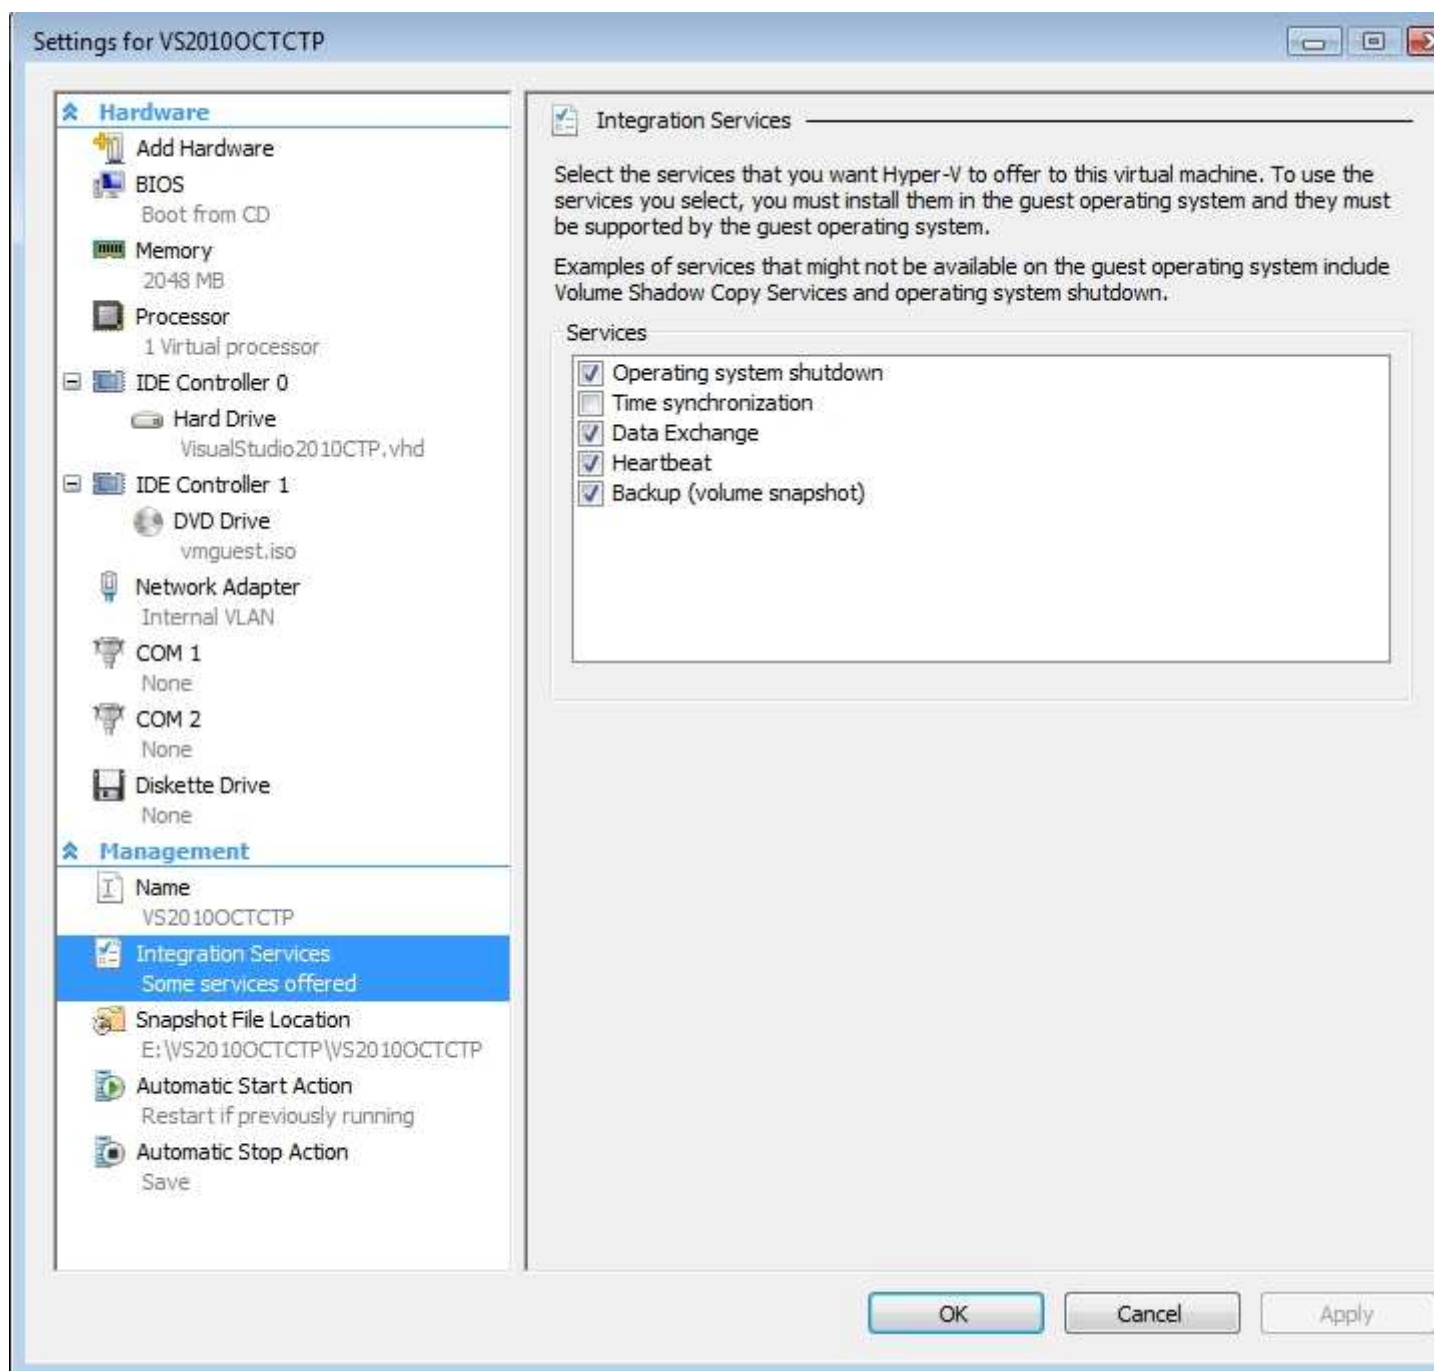 Settings for VS2010OCTCTP
Hardware
Add Hardware
BIOS
Boot from CD
Memory
2048 MB
Processor
1 Virtual processor
IDE Controller 0
Hard Drive
VisualStudio2010CTP.vhd
IDE Controller 1
DVD Drive
vmguest.iso
Network Adapter
Internal VLAN
COM 1
None
COM 2
None
Diskette Drive
None
Management
Name
VS2010OCTCTP
Integration Services
Some services offered
Snapshot File Location
E:\VS2010OCTCTP\VS2010OCTCTP
Automatic Start Action
Restart if previously running
Automatic Stop Action
Save
Integration Services
Select the services that you want Hyper-V to offer to this virtual machine. To use the
services you select, you must install them in the guest operating system and they must
be supported by the guest operating system.
Examples of services that might not be available on the guest operating system include
Volume Shadow Copy Services and operating system shutdown.
Services
Operating system shutdown
Time synchronization
Data Exchange
Heartbeat
Backup (volume snapshot)
OK
Cancel
Apply